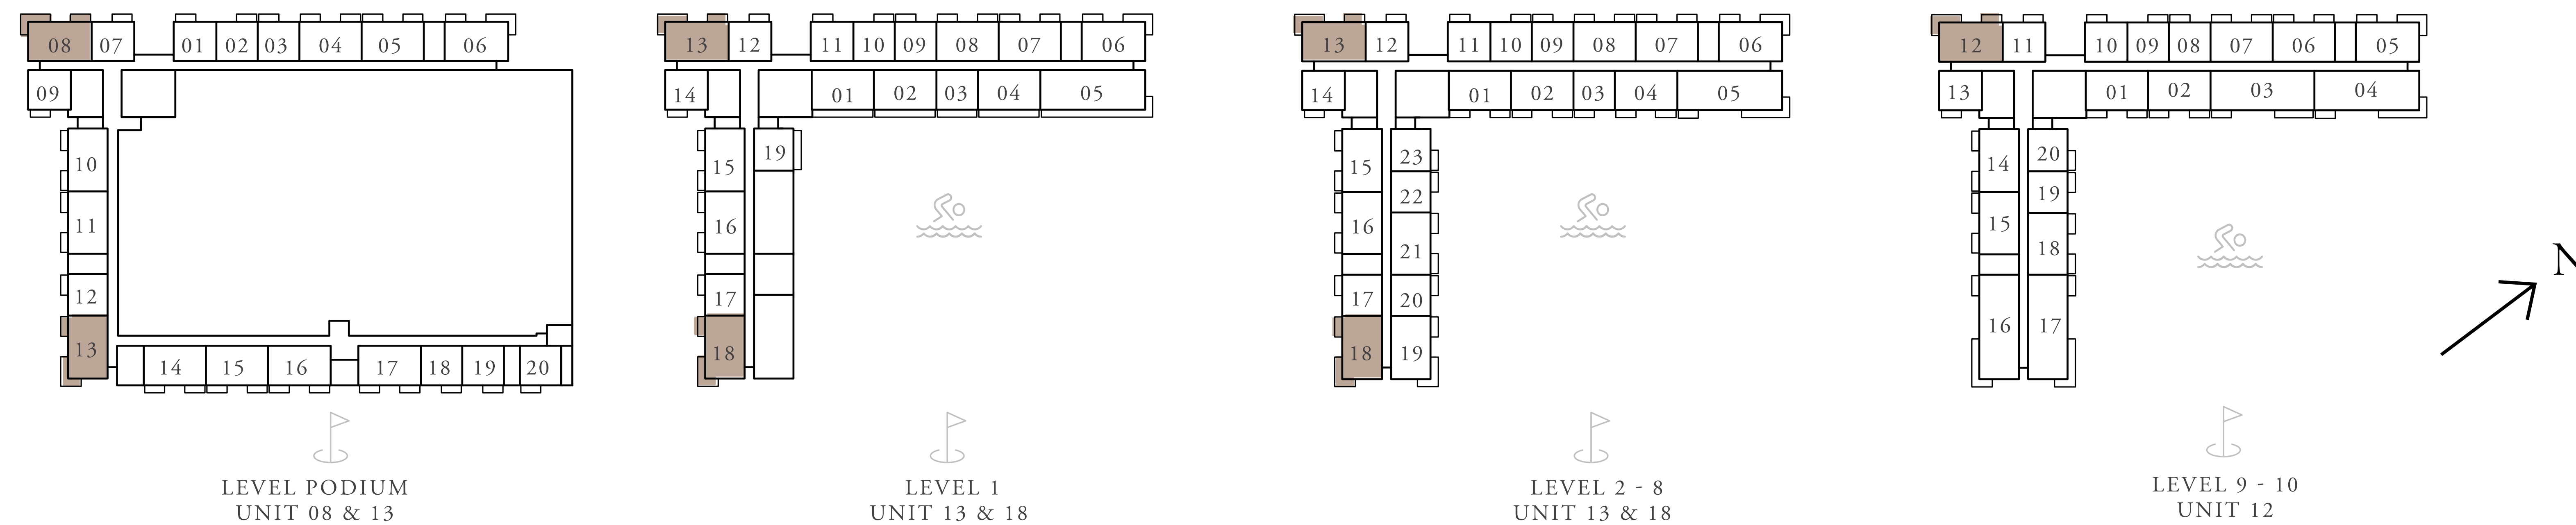 08 07 01 02 03 04 05 06
09
10
11
12
13
14 15 16 17 18 19 20
LEVEL PODIUM
UNIT 08 & 13
13 12 11 10 09 08 07 06
14 01 02 03 04 05
15 19
16
17
18
LEVEL 1
UNIT 13 & 18
13 12 11 10 09 08 07 06
14 01 02 03 04 05
15 23
22
16 21
17 20
18 19
LEVEL 2 - 8
UNIT 13 & 18
12 11 10 09 08 07 06 05
13 01 02 03 04
14 20
19
15 18
16 17
LEVEL 9 - 10
UNIT 12
N